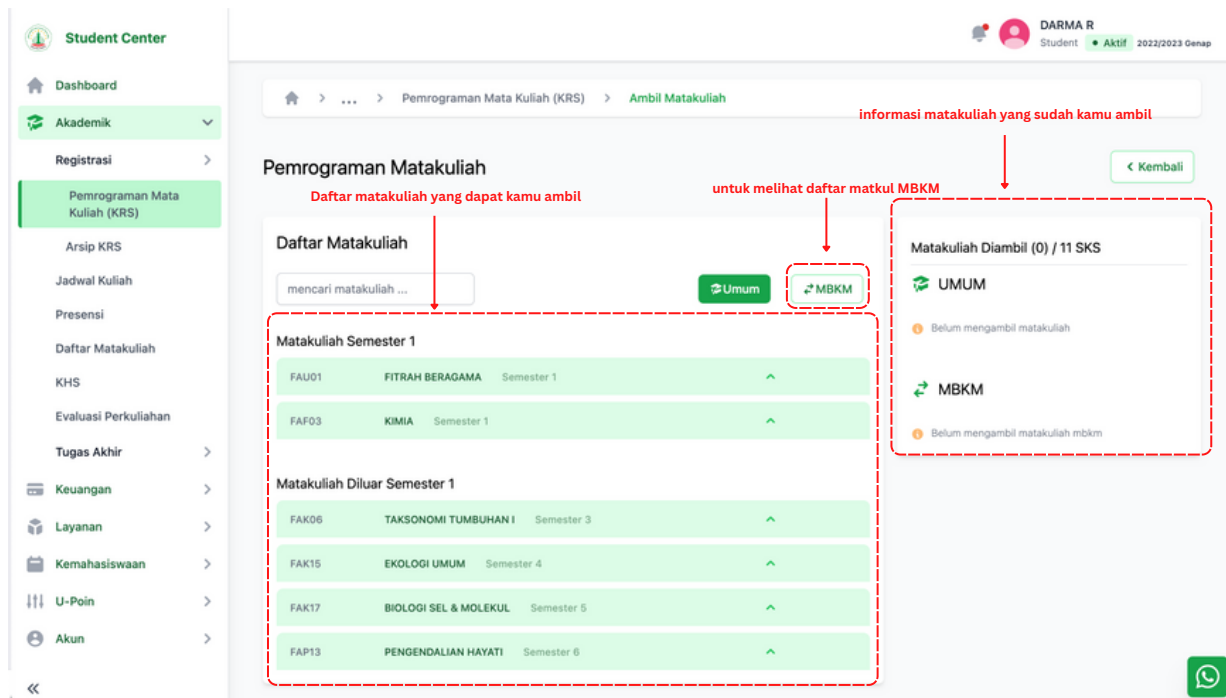 Student Center
DARMA R
Student • Aktif 2022/2023 Genap
Dashboard
Akademik
Registrasi
Pemrograman Mata
Kuliah (KRS)
Arsip KRS
Jadwal Kuliah
Presensi
Daftar Matakuliah
KHS
Evaluasi Perkuliahan
Tugas Akhir
Keuangan
Layanan
Kemahasiswaan
U-Poin
Akun
> ... > Pemrograman Mata Kuliah (KRS) > Ambil Matakuliah
informasi matakuliah yang sudah kamu ambil
Pemrograman Matakuliah
< Kembali
Daftar matakuliah yang dapat kamu ambil
untuk melihat daftar matkul MBKM
Daftar Matakuliah
mencari matakuliah ...
Umum
MBKM
Matakuliah Semester 1
FAU01 FITRAH BERAGAMA Semester 1
FAF03 KIMIA Semester 1
Matakuliah Diluar Semester 1
FAK06 TAKSONOMI TUMBUHAN I Semester 3
FAK15 EKOLOGI UMUM Semester 4
FAK17 BIOLOGI SEL & MOLEKUL Semester 5
FAP13 PENGENDALIAN HAYATI Semester 6
Matakuliah Diambil (0) / 11 SKS
UMUM
Belum mengambil matakuliah
MBKM
Belum mengambil matakuliah mbkm